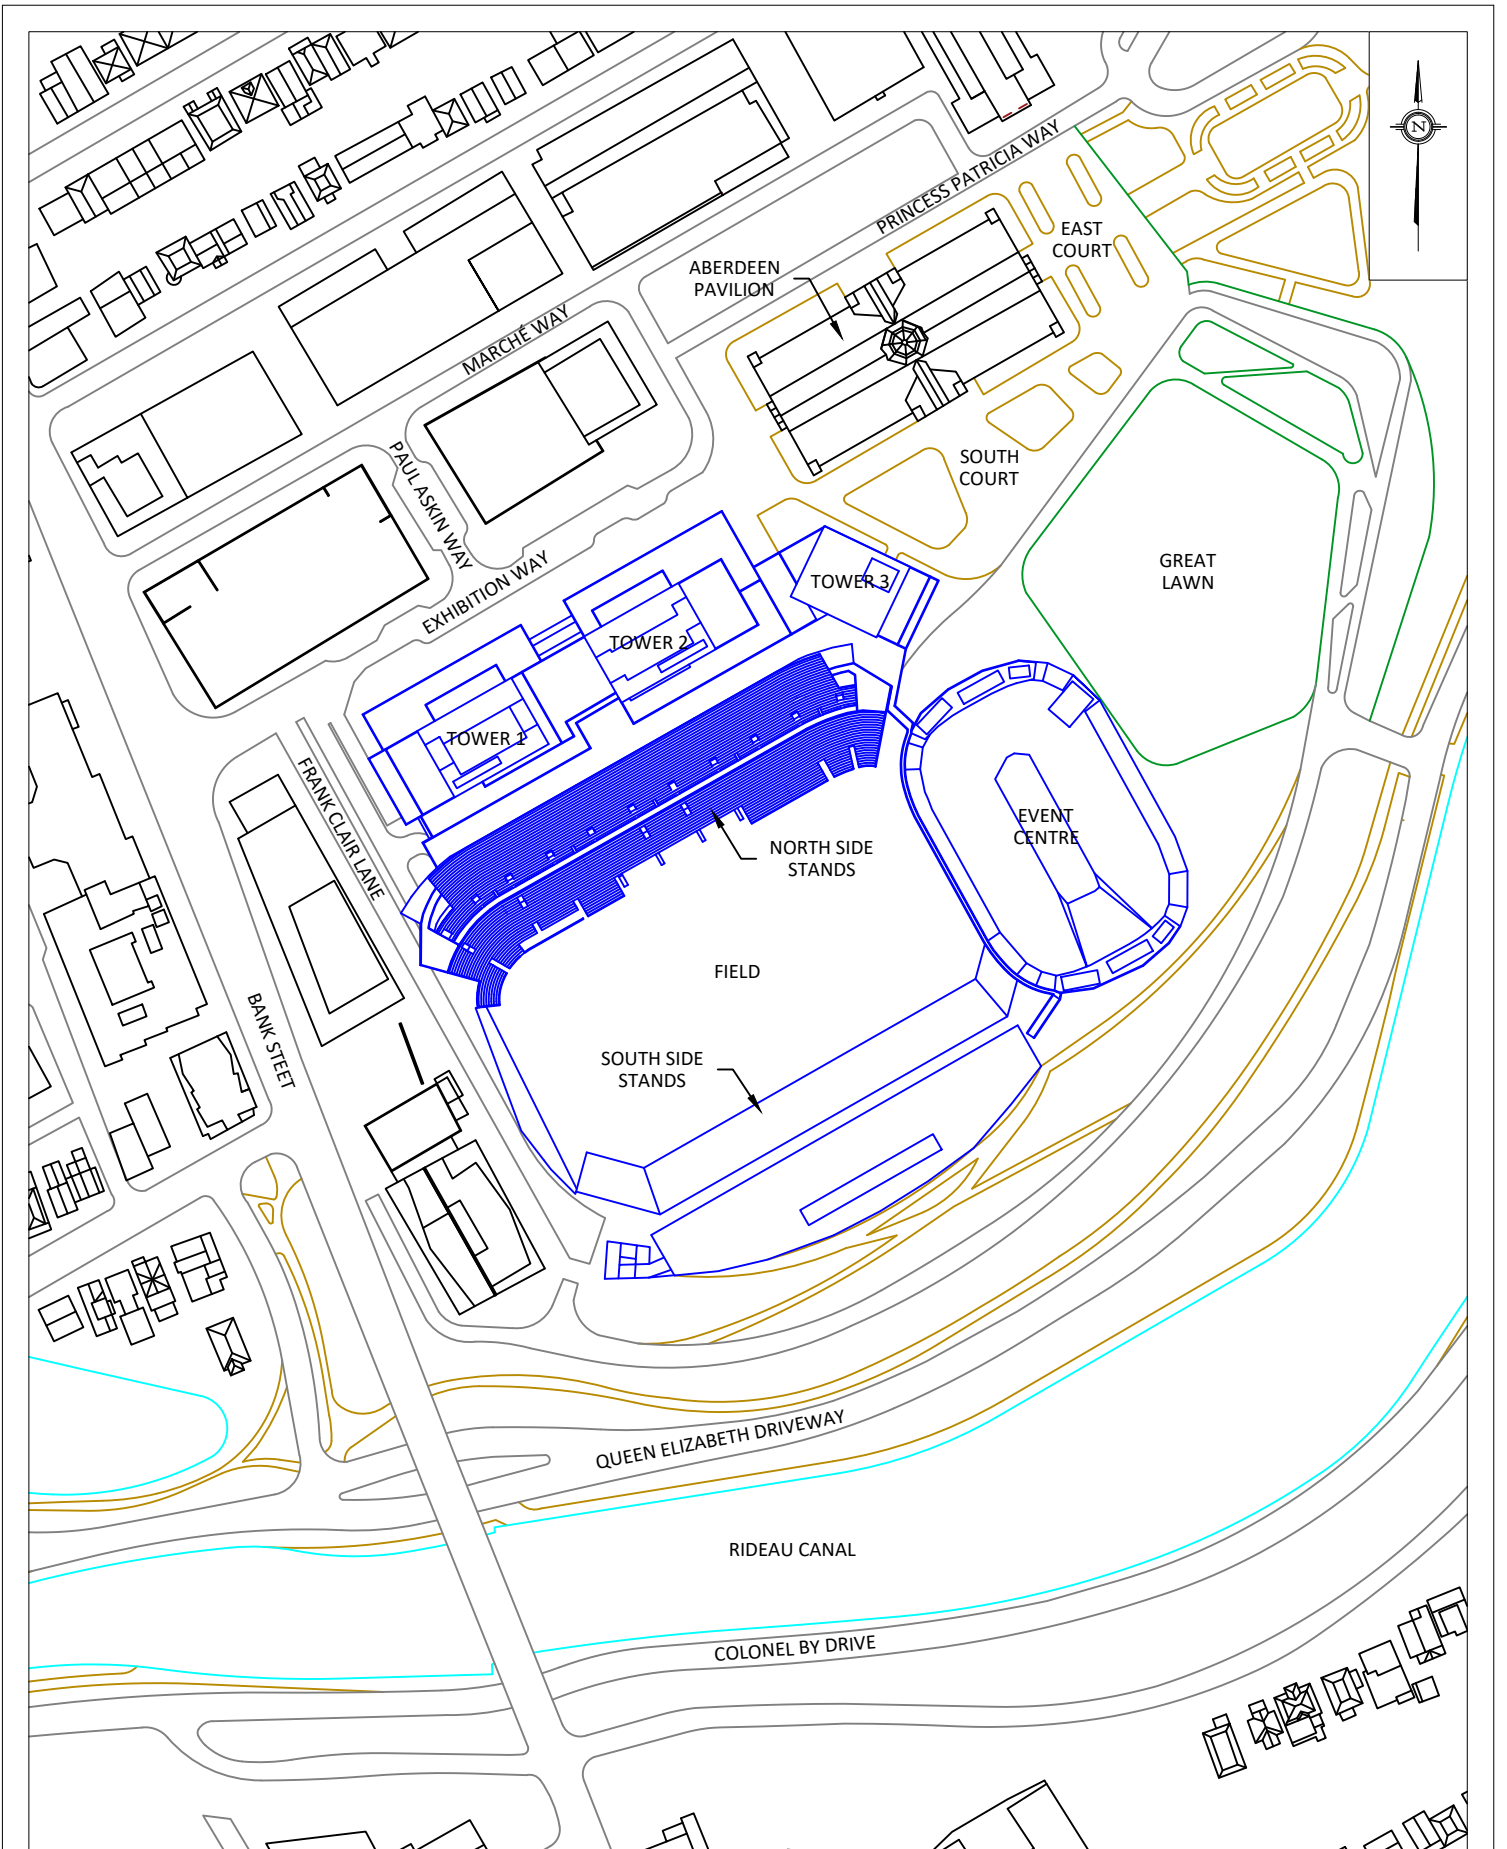 N
PRINCESS PATRICIA WAY
EAST
COURT
ABERDEEN
PAVILION
MARCHÉ WAY
SOUTH
COURT
PAUL ASKIN WAY
EXHIBITION WAY
GREAT
LAWN
TOWER 3
TOWER 2
TOWER 1
FRANK CLAIR LANE
EVENT
CENTRE
NORTH SIDE
STANDS
FIELD
BANK STEET
SOUTH SIDE
STANDS
QUEEN ELIZABETH DRIVEWAY
RIDEAU CANAL
COLONEL BY DRIVE